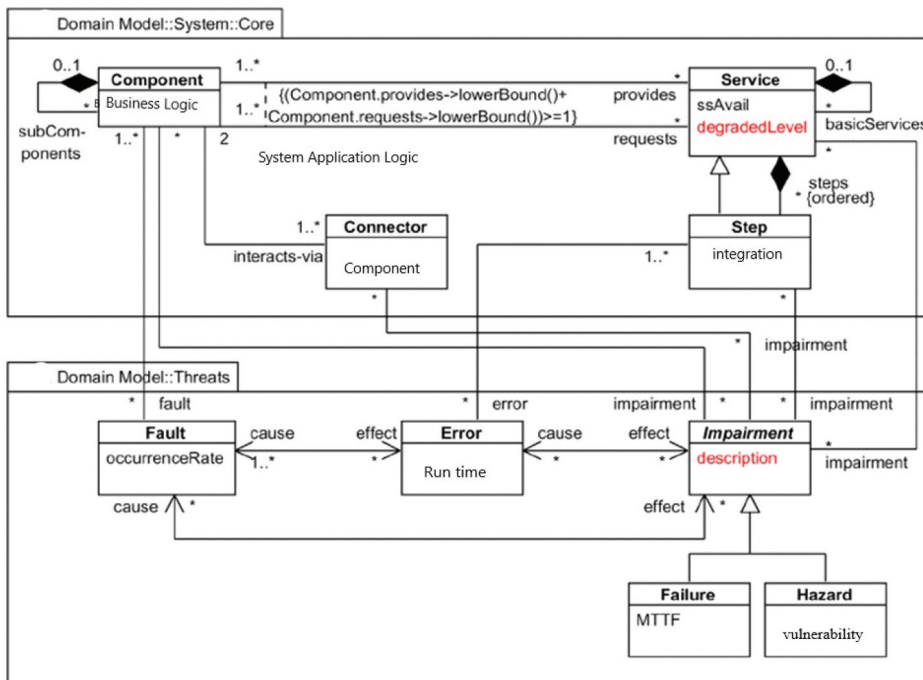 Domain Model::System::Core
0..1
Component
Business Logic
*
subCom-
ponents
1..*
1..*
{(Component.provides->lowerBound()+
Component.requests->lowerBound())>=1}
*
provides
*
requests
Service
ssAvail
degradedLevel
0..1
*
basicServices
*
1..*
*
2
System Application Logic
steps
* {ordered}
1..*
interacts-via
Connector
Component
*
1..*
Step
integration
*
* impairment
Domain Model::Threats
* fault
* error
impairment *
* impairment
Fault
occurrenceRate
cause
1..*
effect
*
Error
Run time
cause
*
effect
*
Impairment
description
*
impairment
cause *
effect *
Failure
MTTF
Hazard
vulnerability